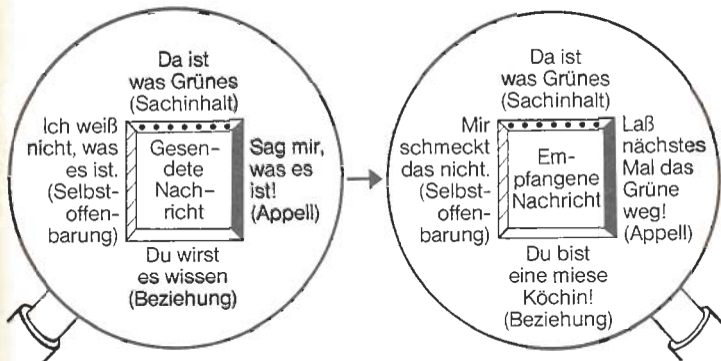 Da ist
was Grünes
(Sachinhalt)
Ich weiß
nicht, was
es ist.
(Selbst-
offen-
barung)
Gesen-
dete
Nach-
richt
Sag mir,
was es
ist!
(Appell)
Du wirst
es wissen
(Beziehung)
Da ist
was Grünes
(Sachinhalt)
Mir
schmeckt
das nicht.
(Selbst-
offen-
barung)
Em-
pfangene
Nachricht
Laß
nächstes
Mal das
Grüne
weg!
(Appell)
Du bist
eine miese
Köchin!
(Beziehung)